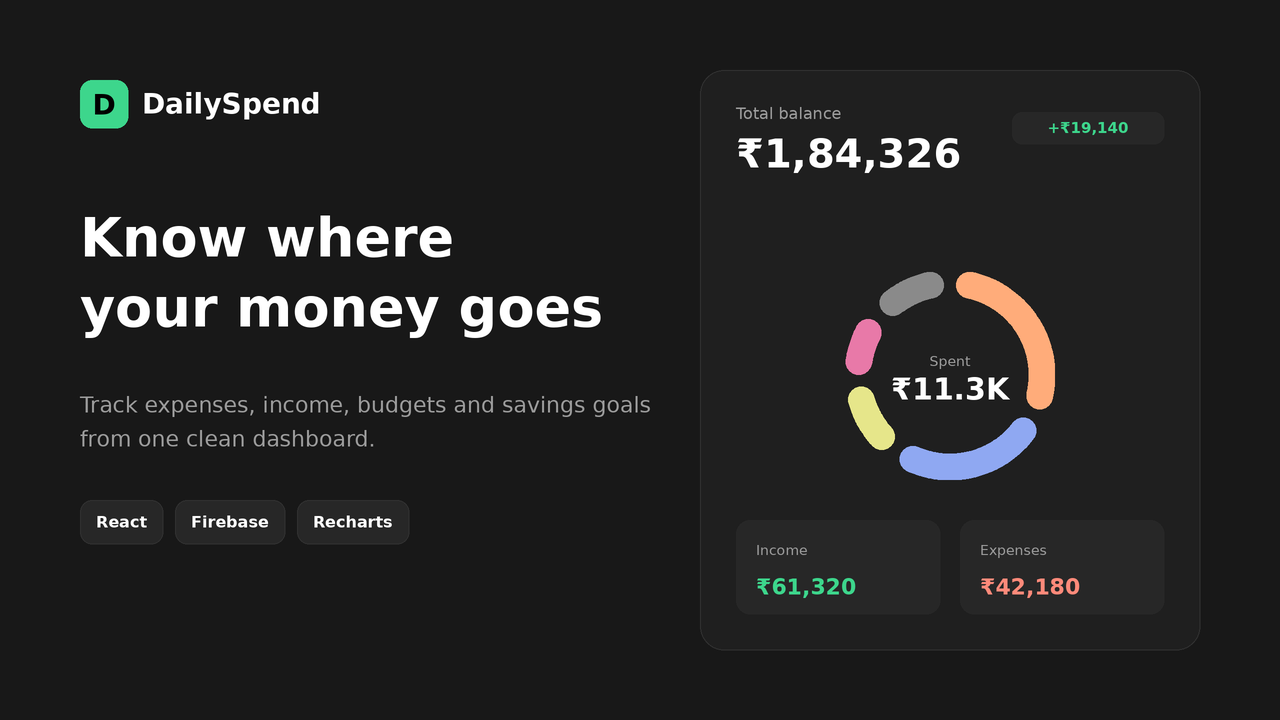 D
DailySpend
Know where
your money goes
Track expenses, income, budgets and savings goals
from one clean dashboard.
React
Firebase
Recharts
Total balance
₹1,84,326
+₹19,140
Spent
₹11.3K
Income
₹61,320
Expenses
₹42,180